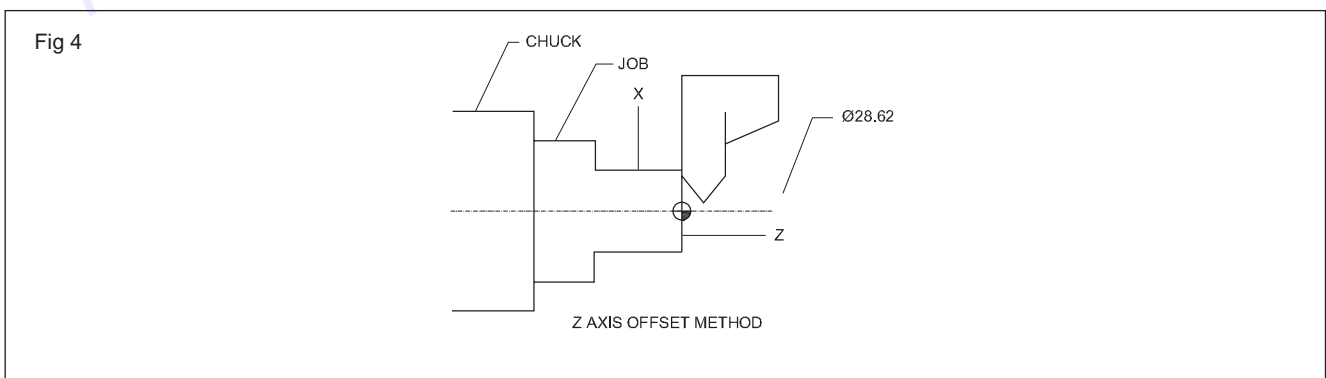 Fig 4
CHUCK
JOB
X
Ø28.62
Z
Z AXIS OFFSET METHOD